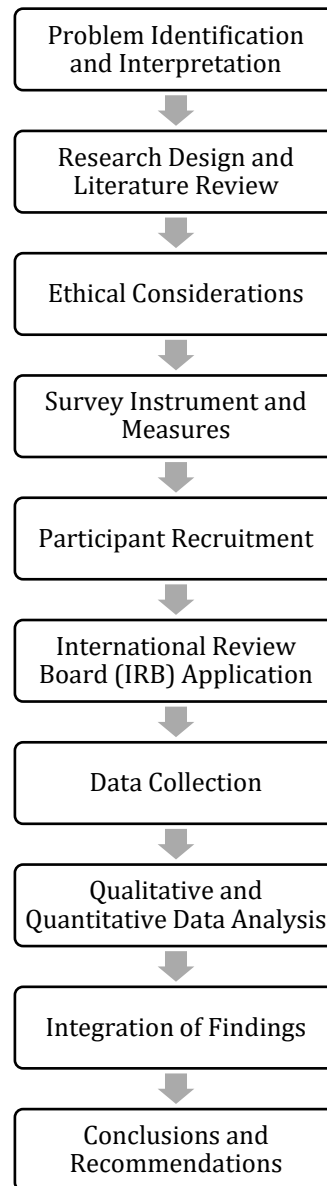 Problem Identification
and Interpretation
Research Design and
Literature Review
Ethical Considerations
Survey Instrument and
Measures
Participant Recruitment
International Review
Board (IRB) Application
Data Collection
Qualitative and
Quantitative Data Analysis
Integration of Findings
Conclusions and
Recommendations